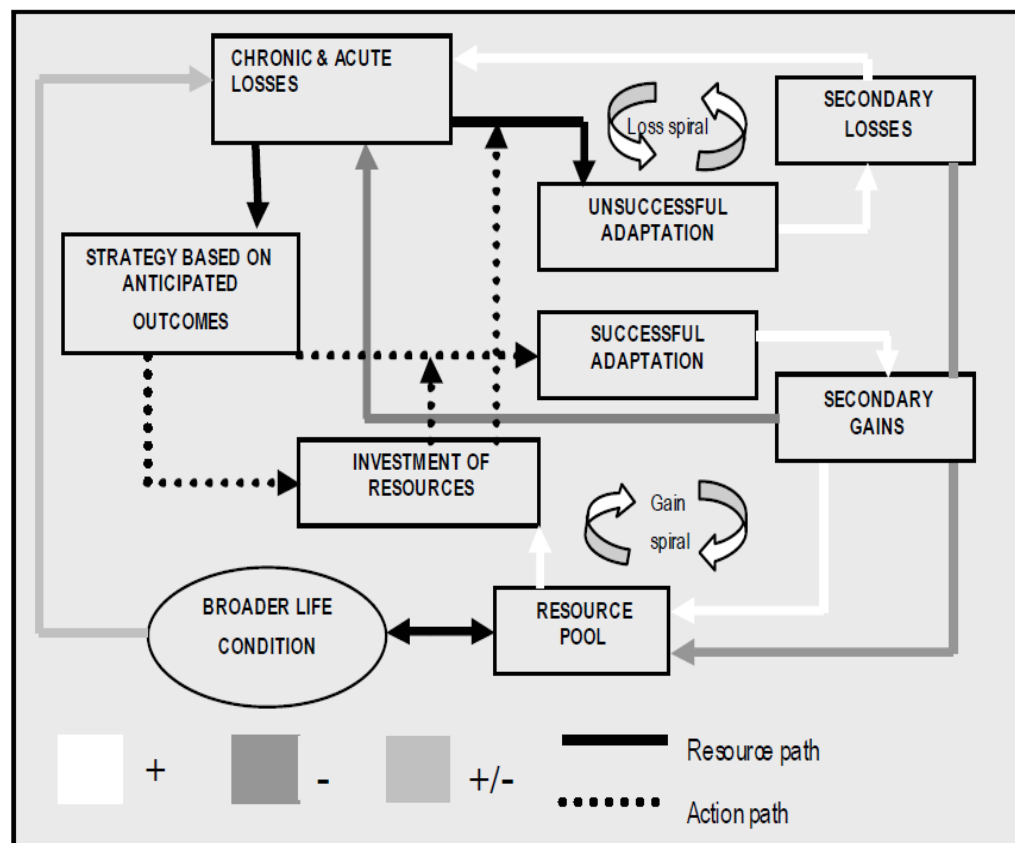 CHRONIC & ACUTE
LOSSES
SECONDARY
LOSSES
Loss spiral
UNSUCCESSFUL
ADAPTATION
STRATEGY BASED ON
ANTICIPATED
OUTCOMES
SUCCESSFUL
ADAPTATION
SECONDARY
GAINS
INVESTMENT OF
RESOURCES
Gain
spiral
BROADER LIFE
CONDITION
RESOURCE
POOL
+
-
+/-
Resource path
Action path